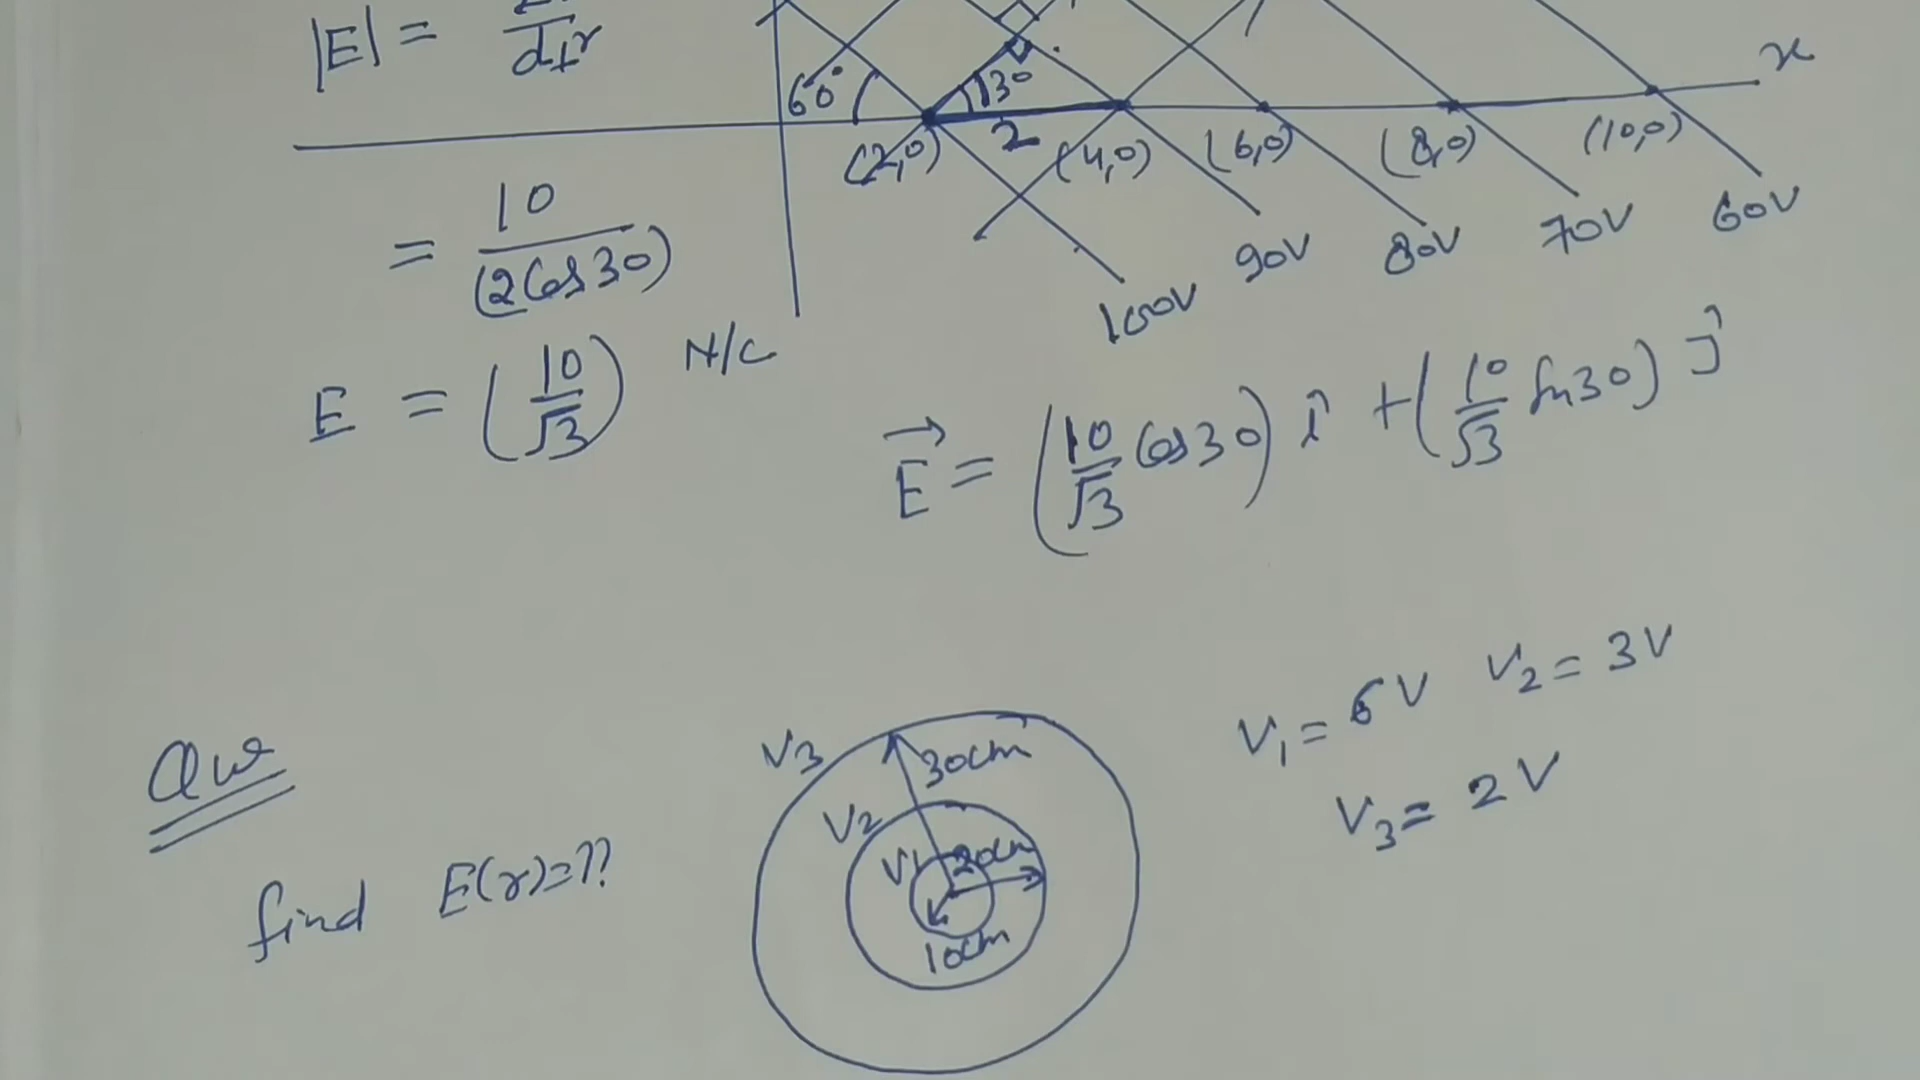 |E| =
d⊥r
60°
30
x
2
(2,0)
(4,0)
(6,0)
(8,0)
(10,0)
= 10/(2Cos30)
100V
90V
80V
70V
60V
E = (10/√3) N/C
E⃗ = (10/√3 Cos30) î + (10/√3 Sin30) ĵ
Que
find E(r)=??
V3
30cm
V2
V1
20cm
10cm
V1 = 6V V2 = 3V
V3 = 2V